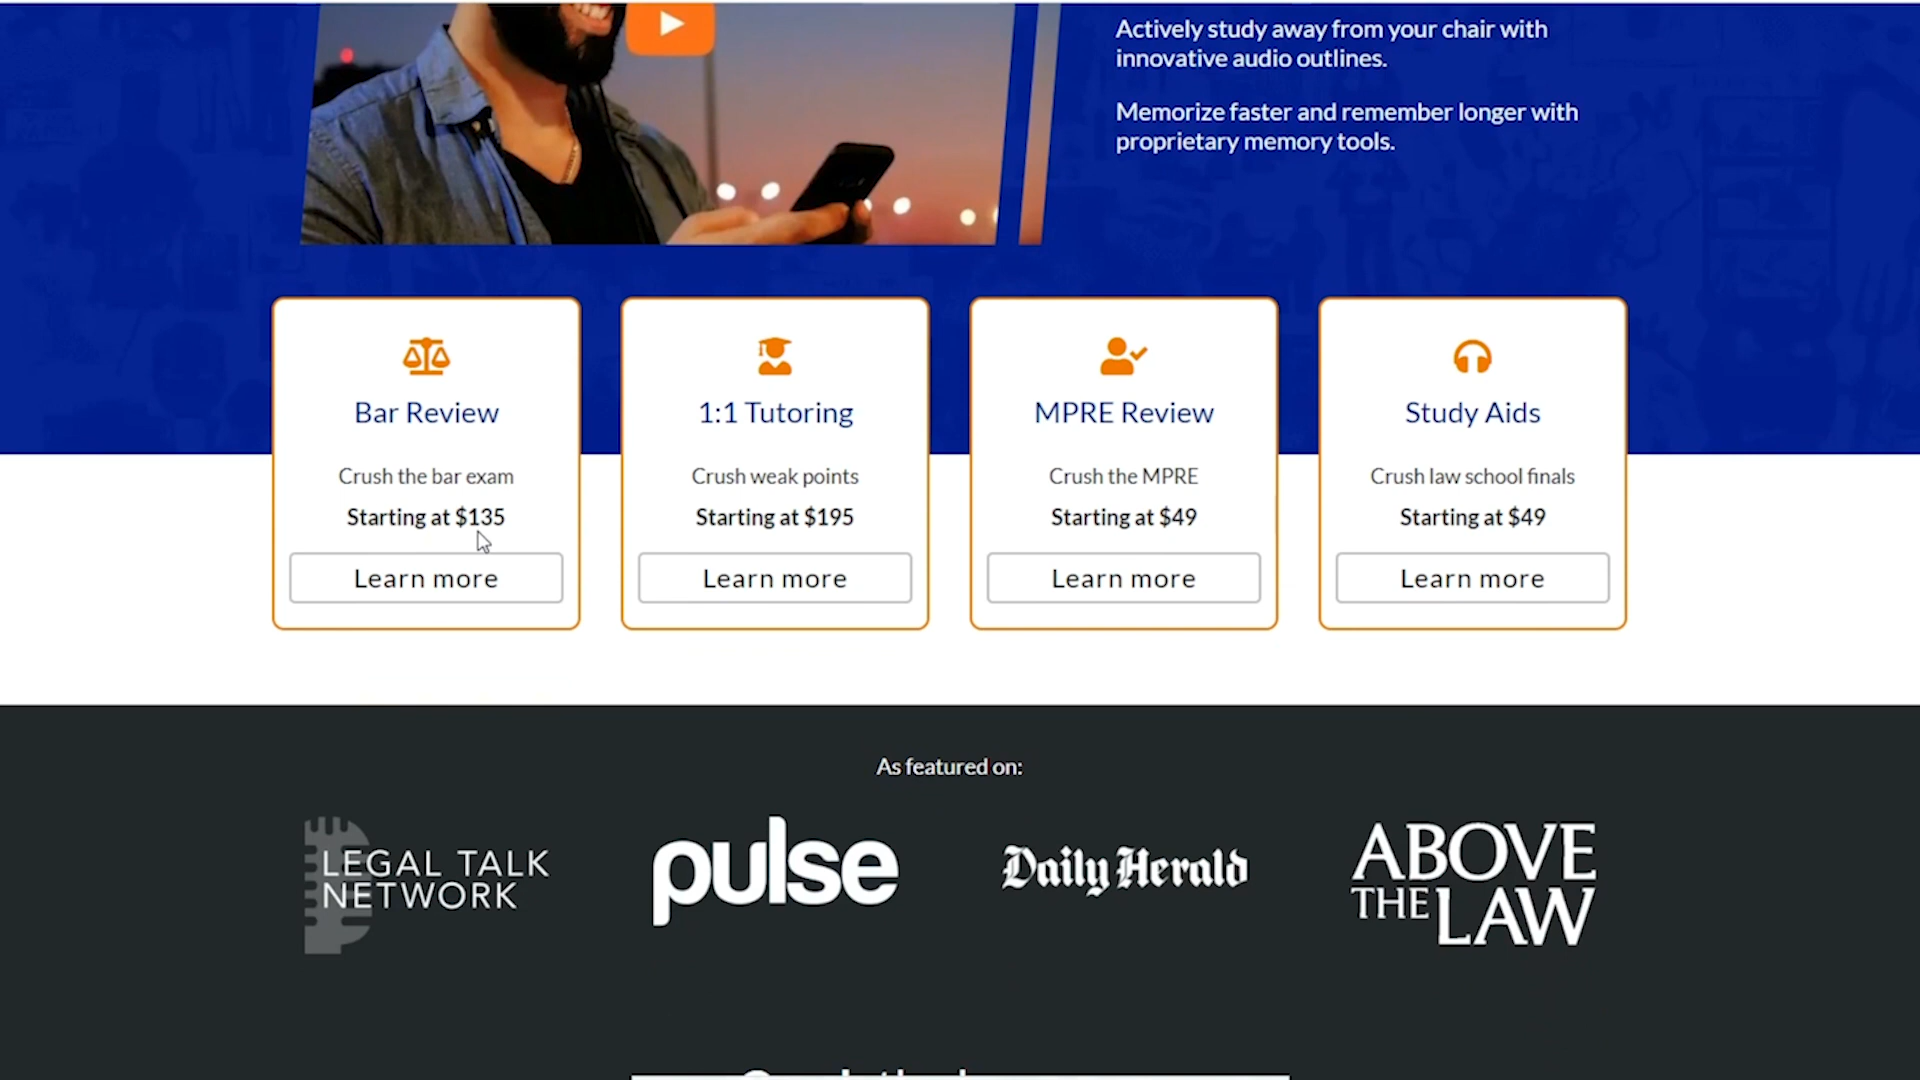 Actively study away from your chair with
innovative audio outlines.
Memorize faster and remember longer with
proprietary memory tools.
Bar Review
Crush the bar exam
Starting at $135
Learn more
1:1 Tutoring
Crush weak points
Starting at $195
Learn more
MPRE Review
Crush the MPRE
Starting at $49
Learn more
Study Aids
Crush law school finals
Starting at $49
Learn more
As featured on:
LEGAL TALK
NETWORK
pulse
Daily Herald
ABOVE
THE LAW